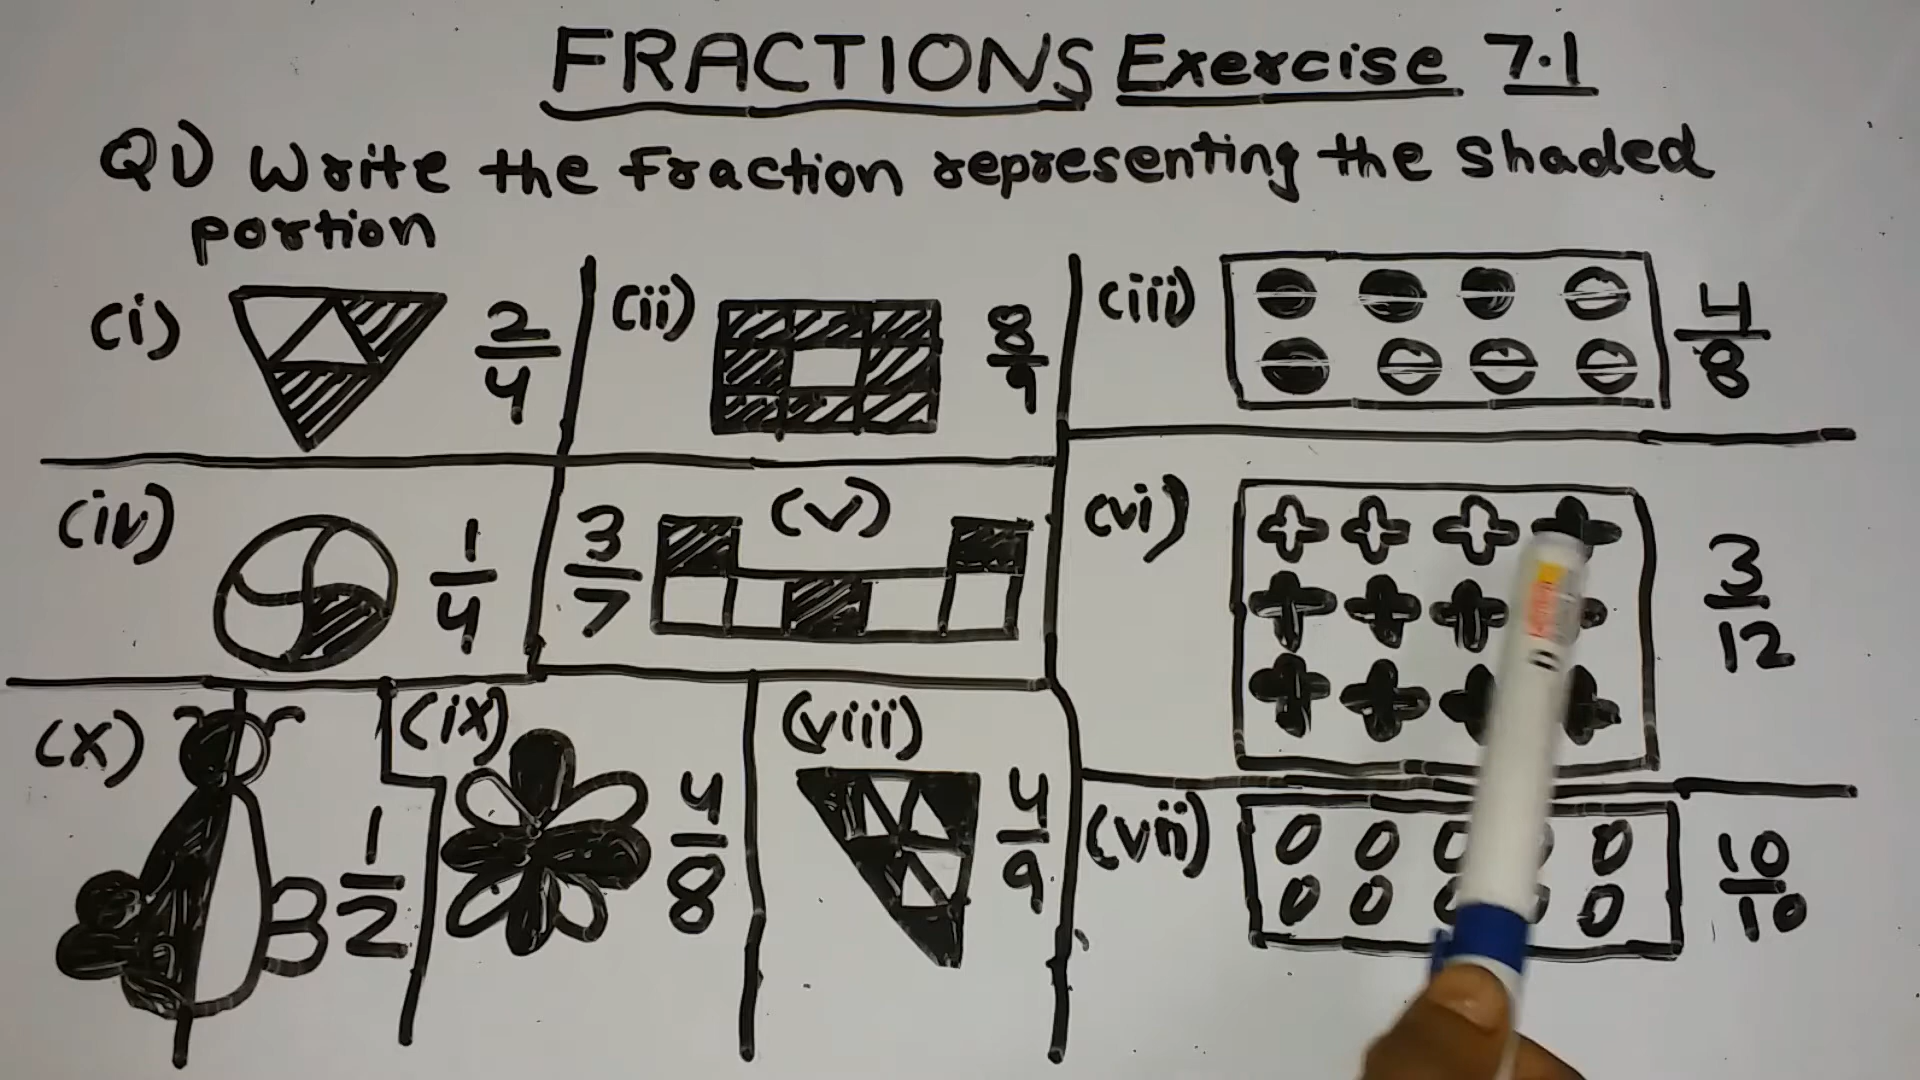 FRACTIONS Exercise 7.1
Q1) Write the fraction representing the shaded
portion
(i) 2/4
(ii) 8/9
(iii) 4/8
(iv) 1/4
3/7 (v)
(vi) 3/12
(x) 1/2
(ix) 4/8
(viii) 4/9
(vii) 10/10